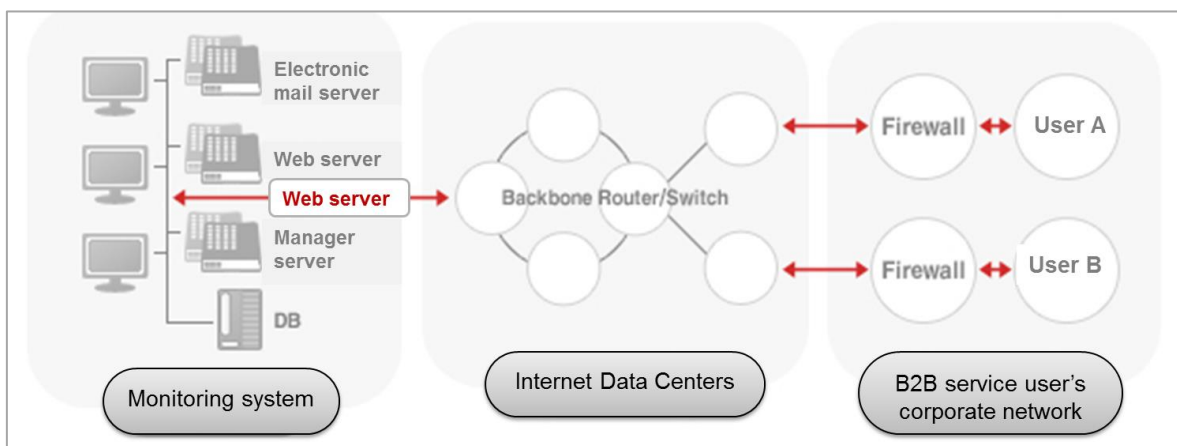 Electronic
mail server
Web server
Web server
Manager
server
DB
Monitoring system
Backbone Router/Switch
Internet Data Centers
Firewall
User A
Firewall
User B
B2B service user's
corporate network